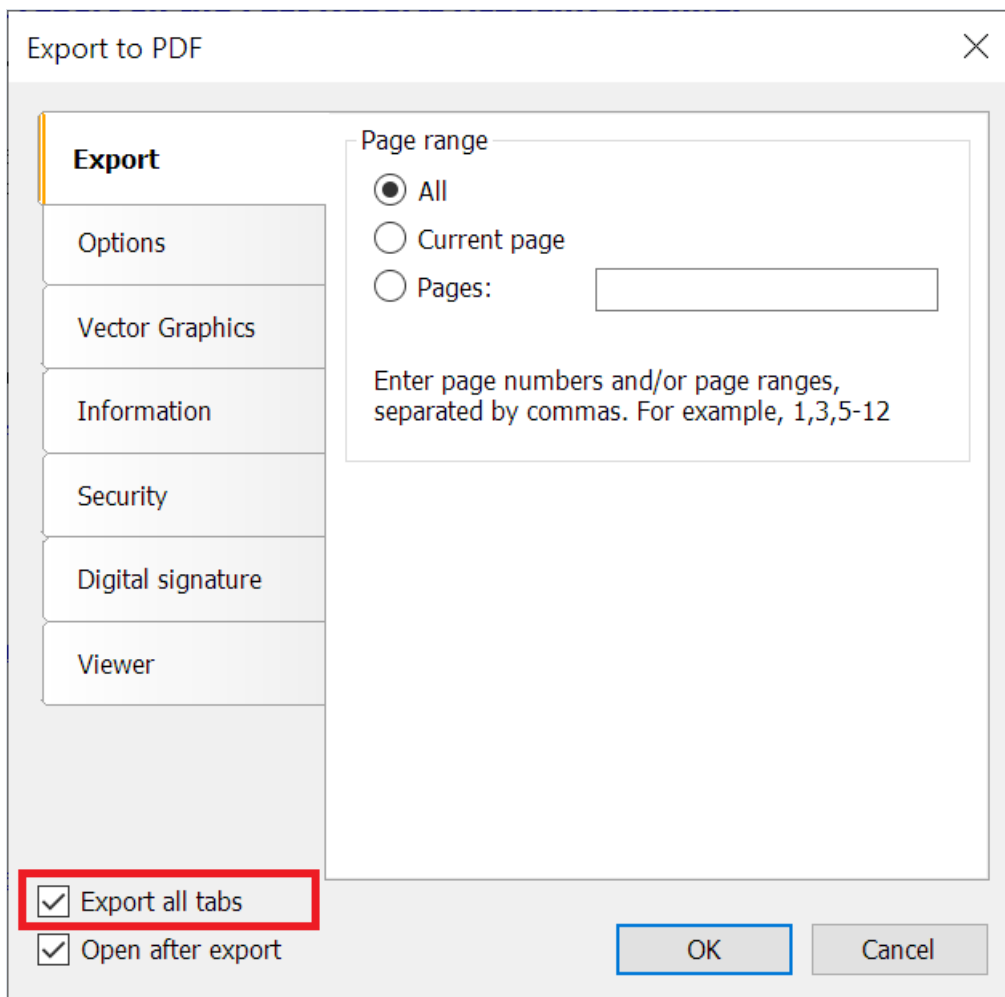 Export to PDF
Export
Options
Vector Graphics
Information
Security
Digital signature
Viewer
Page range
All
Current page
Pages:
Enter page numbers and/or page ranges,
separated by commas. For example, 1,3,5-12
Export all tabs
Open after export
OK
Cancel